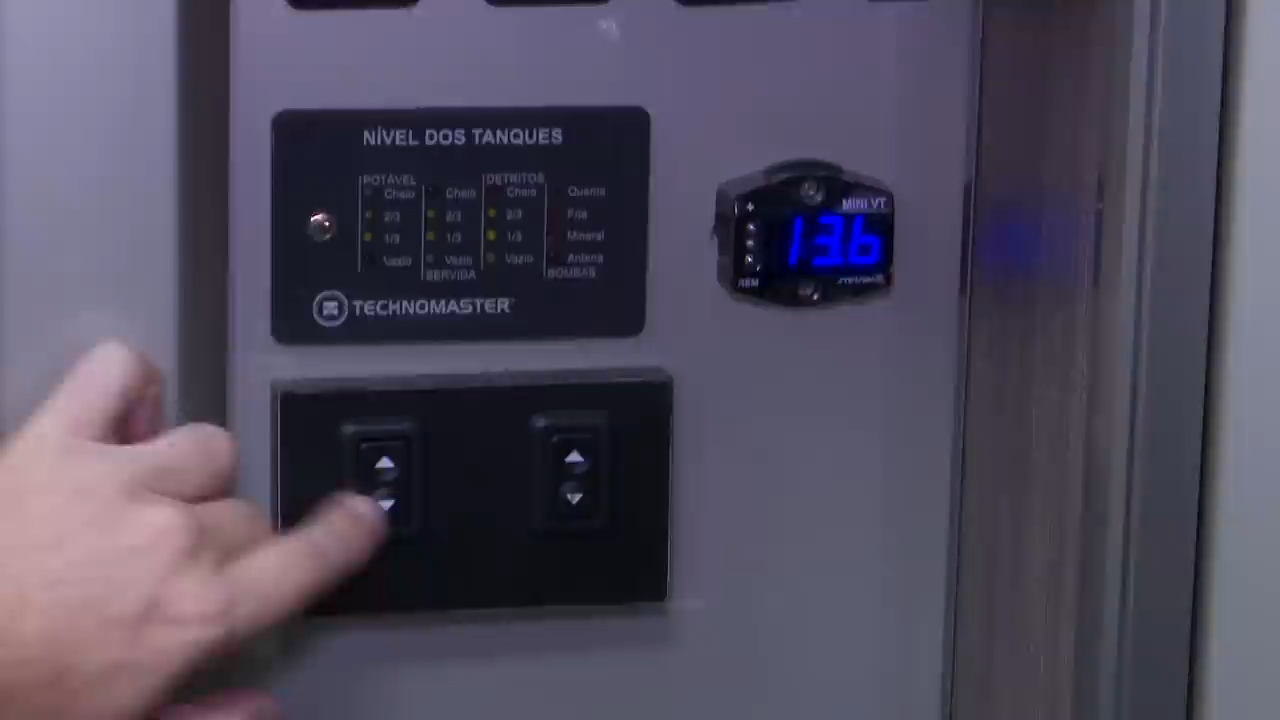 NÍVEL DOS TANQUES
POTÁVEL
Cheio
2/3
1/3
Vazio
Cheio
2/3
1/3
Vazio
SERVIDA
DETRITOS
Cheio
2/3
1/3
Vazio
Quente
Fria
Mineral
Antena
BOMBAS
TECHNOMASTER
MINI VT
+
13.6
REM